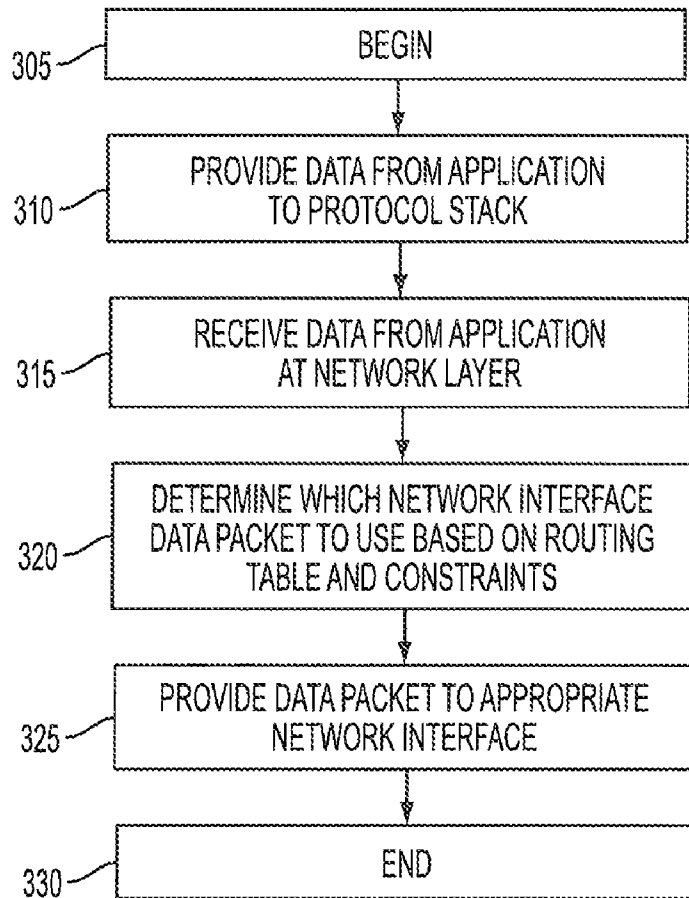 305
BEGIN
310
PROVIDE DATA FROM APPLICATION
TO PROTOCOL STACK
315
RECEIVE DATA FROM APPLICATION
AT NETWORK LAYER
320
DETERMINE WHICH NETWORK INTERFACE
DATA PACKET TO USE BASED ON ROUTING
TABLE AND CONSTRAINTS
325
PROVIDE DATA PACKET TO APPROPRIATE
NETWORK INTERFACE
330
END